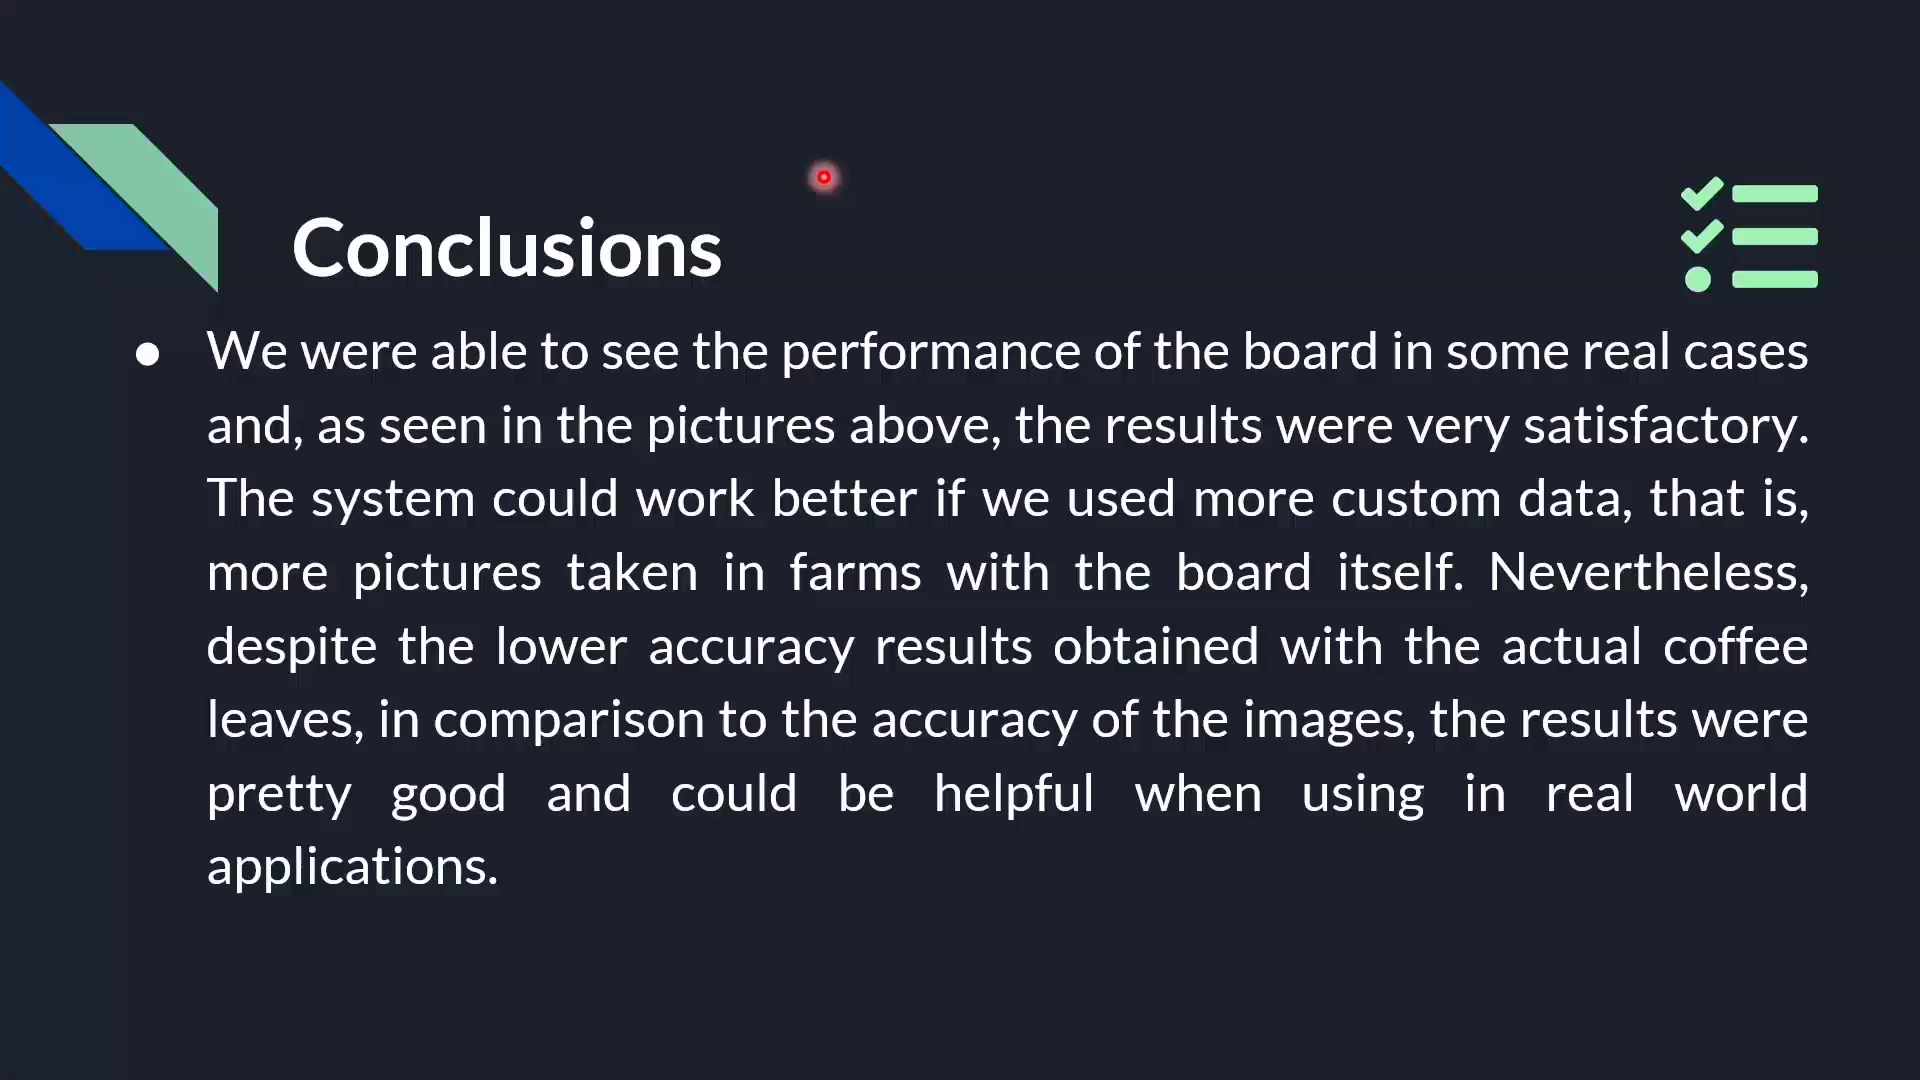 Conclusions
● We were able to see the performance of the board in some real cases
and, as seen in the pictures above, the results were very satisfactory.
The system could work better if we used more custom data, that is,
more pictures taken in farms with the board itself. Nevertheless,
despite the lower accuracy results obtained with the actual coffee
leaves, in comparison to the accuracy of the images, the results were
pretty good and could be helpful when using in real world
applications.